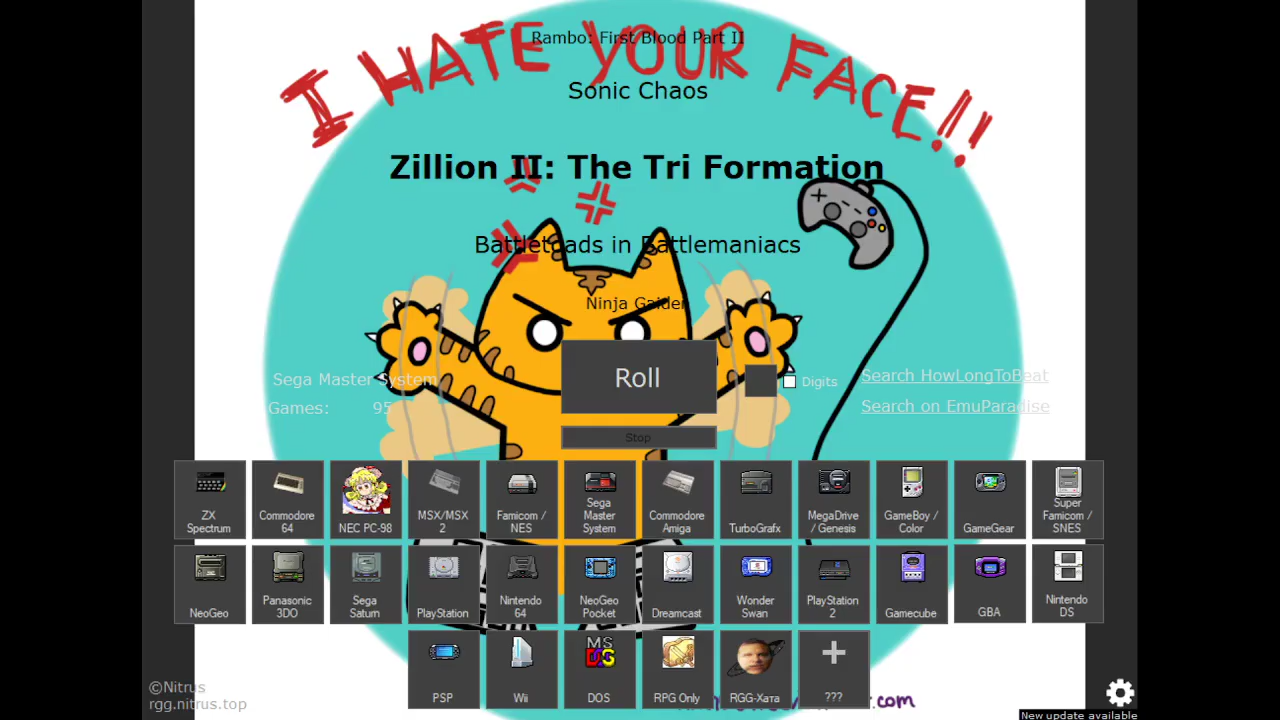 I HATE YOUR FACE!!
Rambo: First Blood Part II
Sonic Chaos
Zillion II: The Tri Formation
Battletoads in Battlemaniacs
Ninja Gaiden
Sega Master System
Games: 95
Roll
Stop
Digits
Search HowLongToBeat
Search on EmuParadise
ZX
Spectrum
Commodore
64
NEC PC-98
MSX/MSX
2
Famicom /
NES
Sega
Master
System
Commodore
Amiga
TurboGrafx
MegaDrive
/ Genesis
GameBoy /
Color
GameGear
Super
Famicom /
SNES
NeoGeo
Panasonic
3DO
Sega
Saturn
PlayStation
Nintendo
64
NeoGeo
Pocket
Dreamcast
Wonder
Swan
PlayStation
2
Gamecube
GBA
Nintendo
DS
PSP
Wii
MS
DOS
DOS
RPG Only
RGG-Хата
+
???
.com
©Nitrus
rgg.nitrus.top
New update available